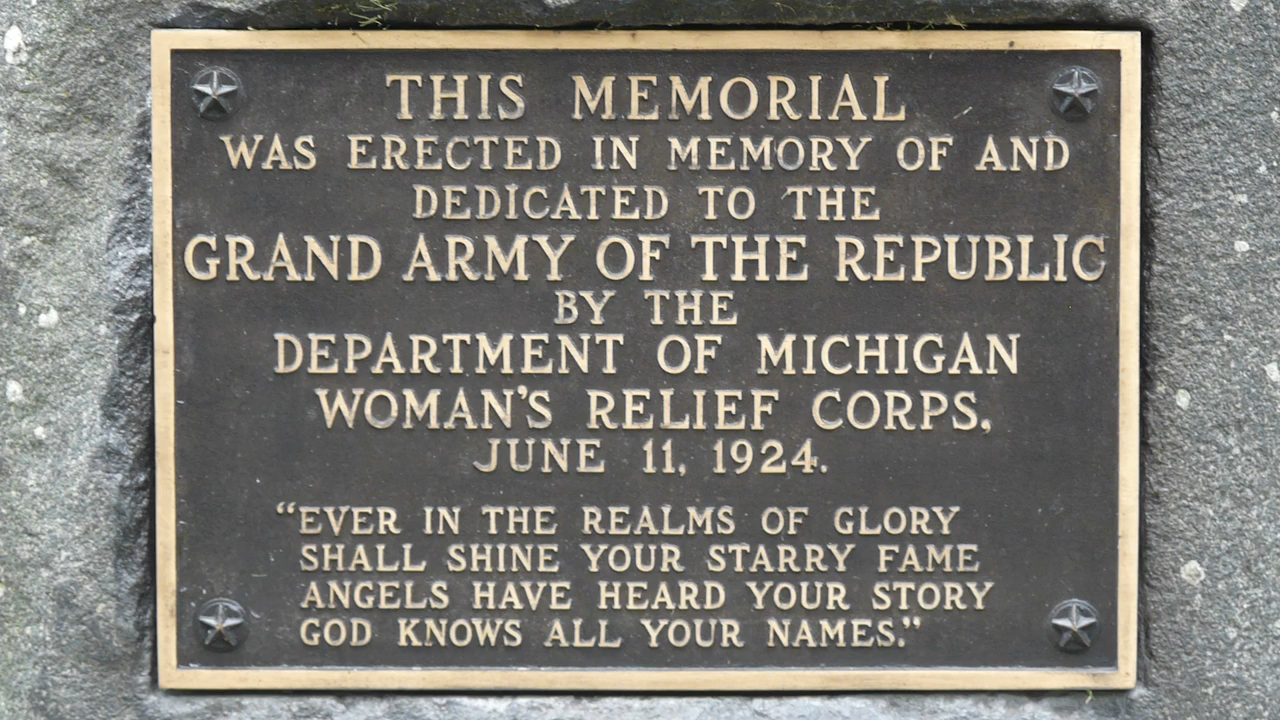 THIS MEMORIAL
WAS ERECTED IN MEMORY OF AND
DEDICATED TO THE
GRAND ARMY OF THE REPUBLIC
BY THE
DEPARTMENT OF MICHIGAN
WOMAN'S RELIEF CORPS,
JUNE 11, 1924.
“EVER IN THE REALMS OF GLORY
SHALL SHINE YOUR STARRY FAME
ANGELS HAVE HEARD YOUR STORY
GOD KNOWS ALL YOUR NAMES.”